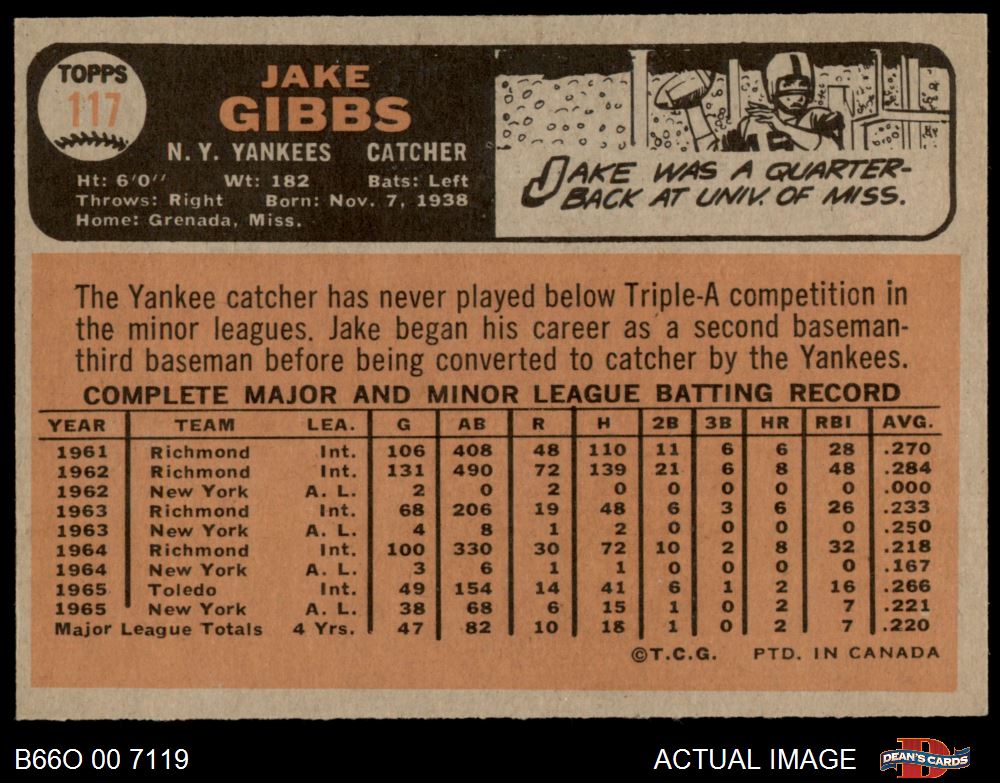 TOPPS
117
JAKE
GIBBS
N. Y. YANKEES CATCHER
Ht: 6'0" Wt: 182 Bats: Left
Throws: Right Born: Nov. 7, 1938
Home: Grenada, Miss.
JAKE WAS A QUARTER-
BACK AT UNIV. OF MISS.
The Yankee catcher has never played below Triple-A competition in
the minor leagues. Jake began his career as a second baseman-
third baseman before being converted to catcher by the Yankees.
COMPLETE MAJOR AND MINOR LEAGUE BATTING RECORD
YEAR TEAM LEA. G AB R H 2B 3B HR RBI AVG.
1961 Richmond Int. 106 408 48 110 11 6 6 28 .270
1962 Richmond Int. 131 490 72 139 21 6 8 48 .284
1962 New York A. L. 2 0 2 0 0 0 0 0 .000
1963 Richmond Int. 68 206 19 48 6 3 6 26 .233
1963 New York A. L. 4 8 1 2 0 0 0 0 .250
1964 Richmond Int. 100 330 30 72 10 2 8 32 .218
1964 New York A. L. 3 6 1 1 0 0 0 0 .167
1965 Toledo Int. 49 154 14 41 6 1 2 16 .266
1965 New York A. L. 38 68 6 15 1 0 2 7 .221
Major League Totals 4 Yrs. 47 82 10 18 1 0 2 7 .220
©T.C.G. PTD. IN CANADA
B66O 00 7119
ACTUAL IMAGE
DEAN'S CARDS